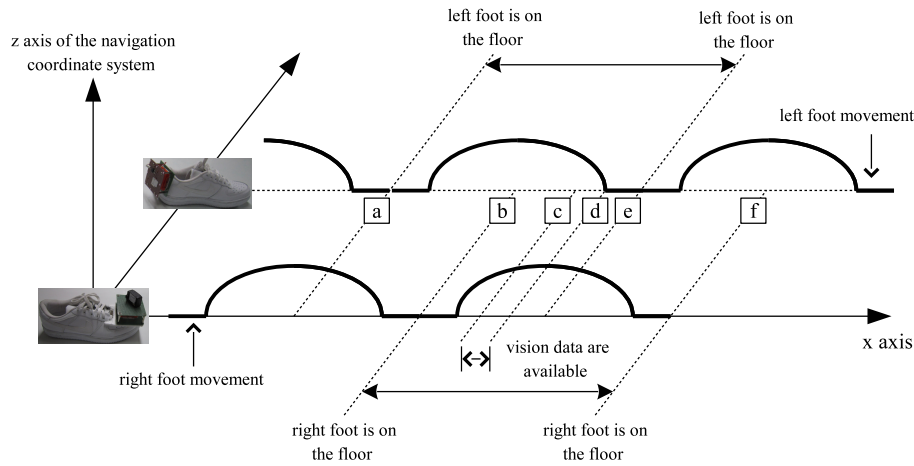 left foot is on
the floor
left foot is on
the floor
z axis of the navigation
coordinate system
left foot movement
a
b
c
d
e
f
x axis
vision data are
available
right foot movement
right foot is on
the floor
right foot is on
the floor